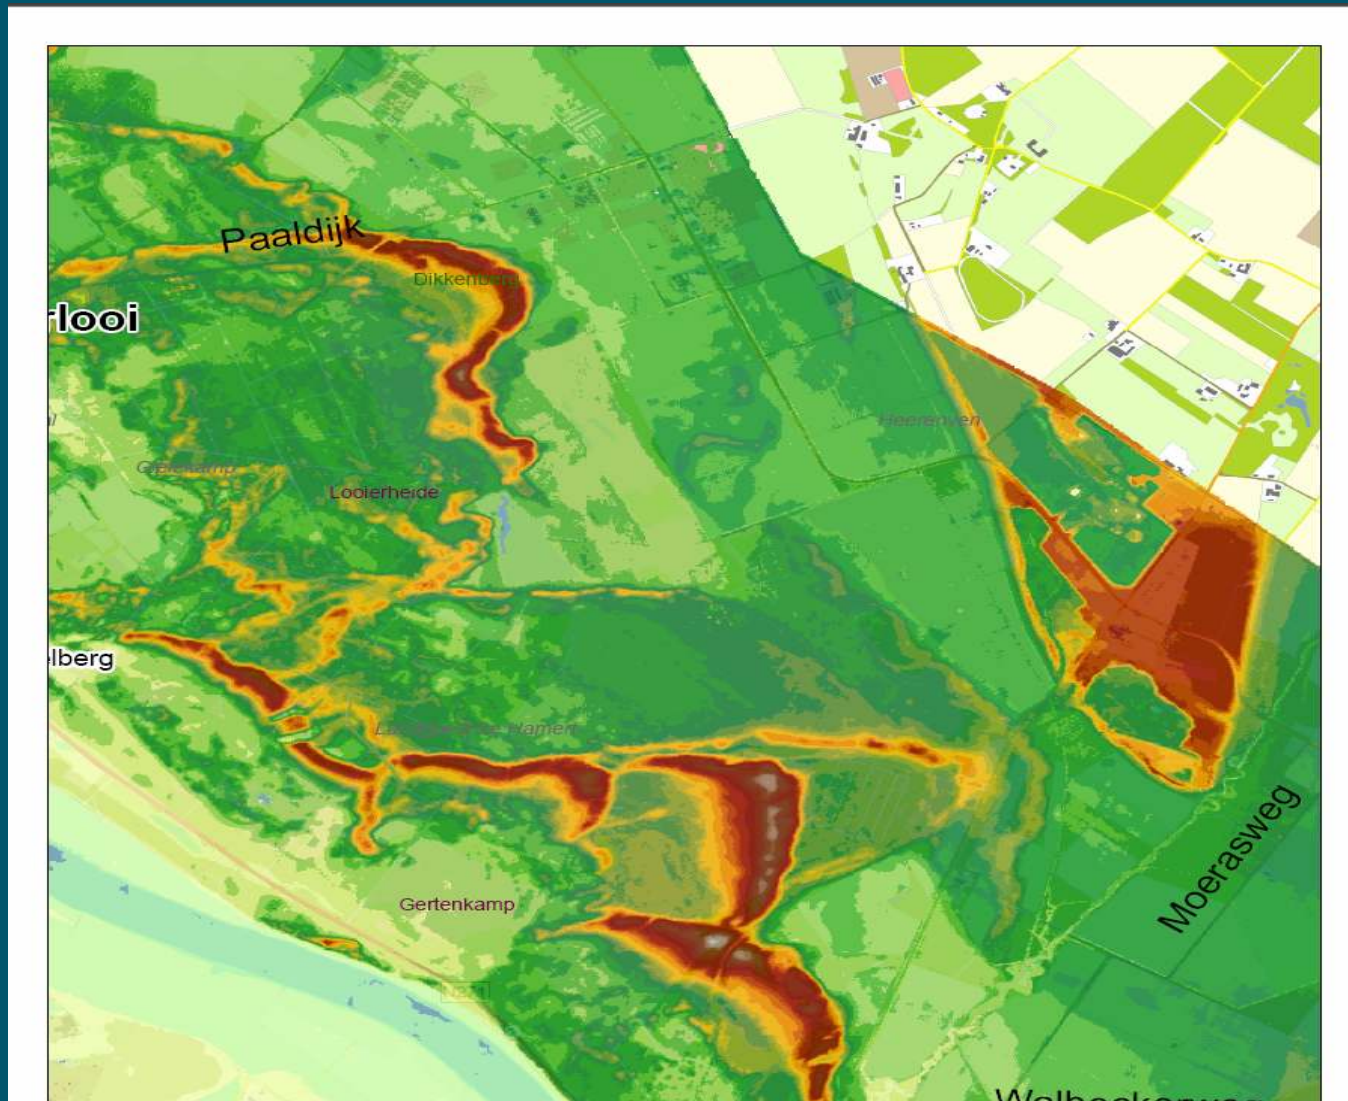 Paaldijk
Dikkenberg
rlooi
Heerenven
Looierheide
elberg
Gertenkamp
Moerasweg